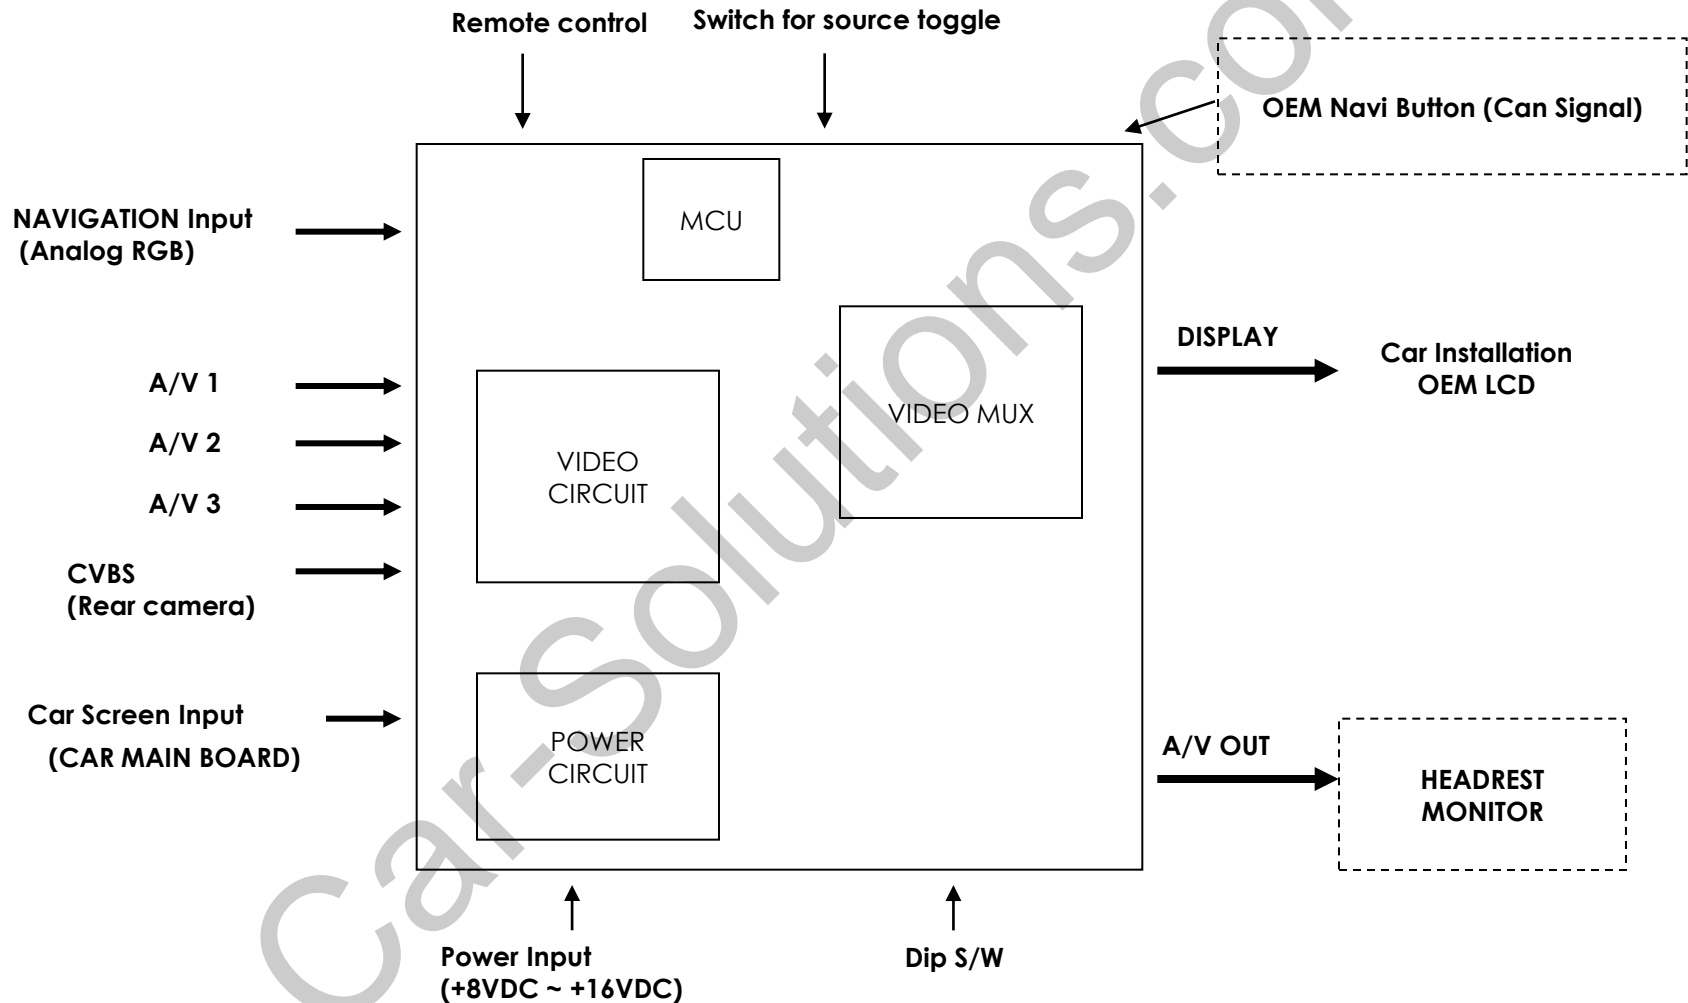 Remote control
Switch for source toggle
OEM Navi Button (Can Signal)
MCU
NAVIGATION Input
(Analog RGB)
DISPLAY
Car Installation
OEM LCD
A/V 1
A/V 2
A/V 3
VIDEO MUX
VIDEO
CIRCUIT
CVBS
(Rear camera)
Car Screen Input
(CAR MAIN BOARD)
POWER
CIRCUIT
A/V OUT
HEADREST
MONITOR
Power Input
(+8VDC ~ +16VDC)
Dip S/W
Car-Solutions.com